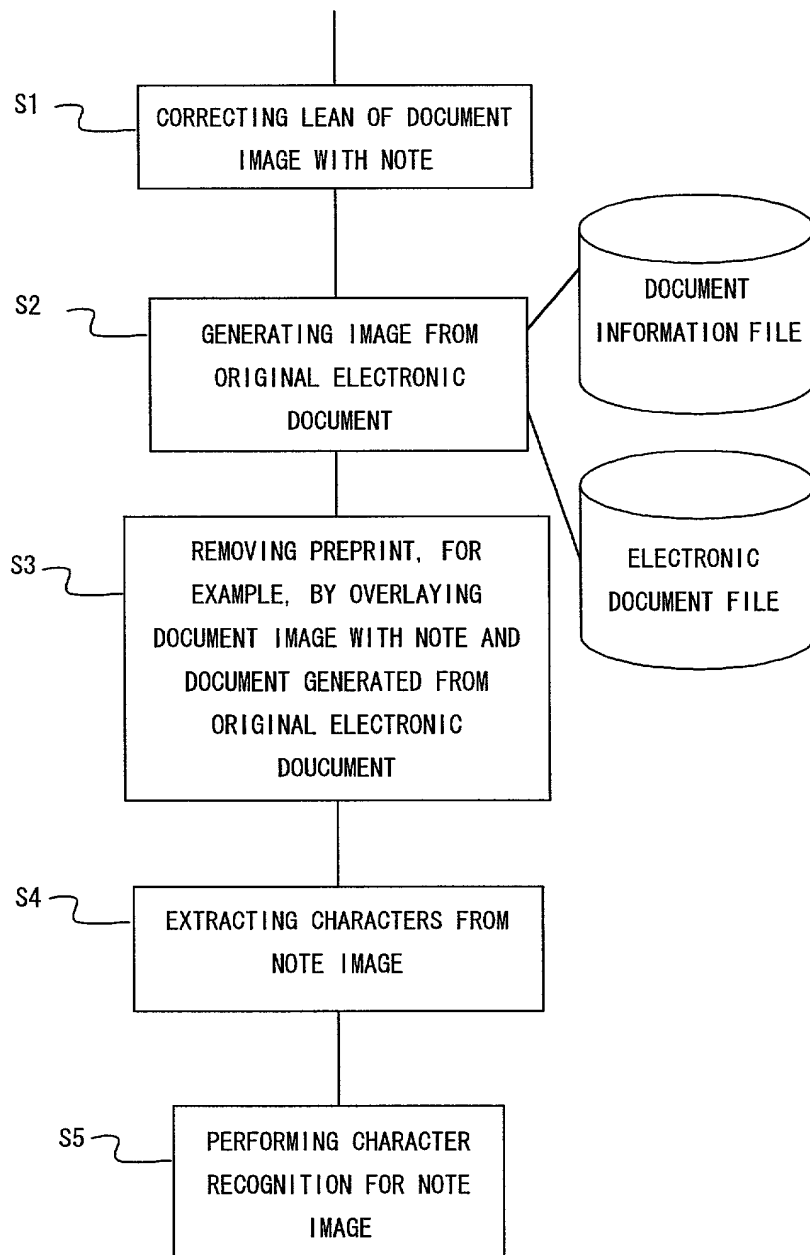 S1
CORRECTING LEAN OF DOCUMENT
IMAGE WITH NOTE
S2
GENERATING IMAGE FROM
ORIGINAL ELECTRONIC
DOCUMENT
DOCUMENT
INFORMATION FILE
S3
REMOVING PREPRINT, FOR
EXAMPLE, BY OVERLAYING
DOCUMENT IMAGE WITH NOTE AND
DOCUMENT GENERATED FROM
ORIGINAL ELECTRONIC
DOUCUMENT
ELECTRONIC
DOCUMENT FILE
S4
EXTRACTING CHARACTERS FROM
NOTE IMAGE
S5
PERFORMING CHARACTER
RECOGNITION FOR NOTE
IMAGE